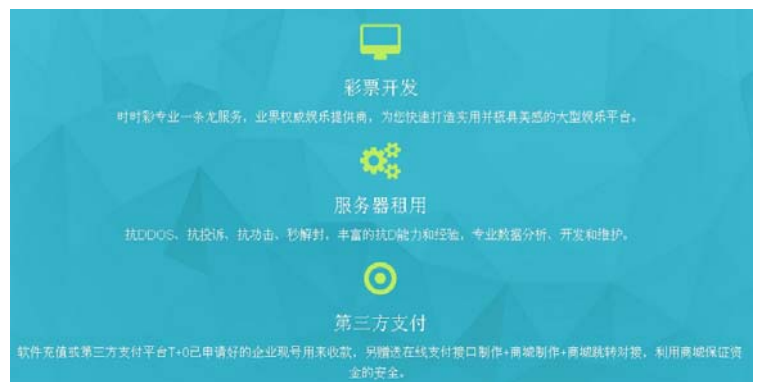 彩票开发
时时彩专业一条龙服务，业界权威娱乐提供商，为您快速打造实用并极具美感的大型娱乐平台。
服务器租用
抗DDOS、抗投诉、抗功击、秒解封，丰富的抗D能力和经验，专业数据分析、开发和维护。
第三方支付
软件充值或第三方支付平台T+0已申请好的企业现号用来收款，另赠送在线支付接口制作+商城制作+商城跳转对接，利用商城保证资
金的安全。